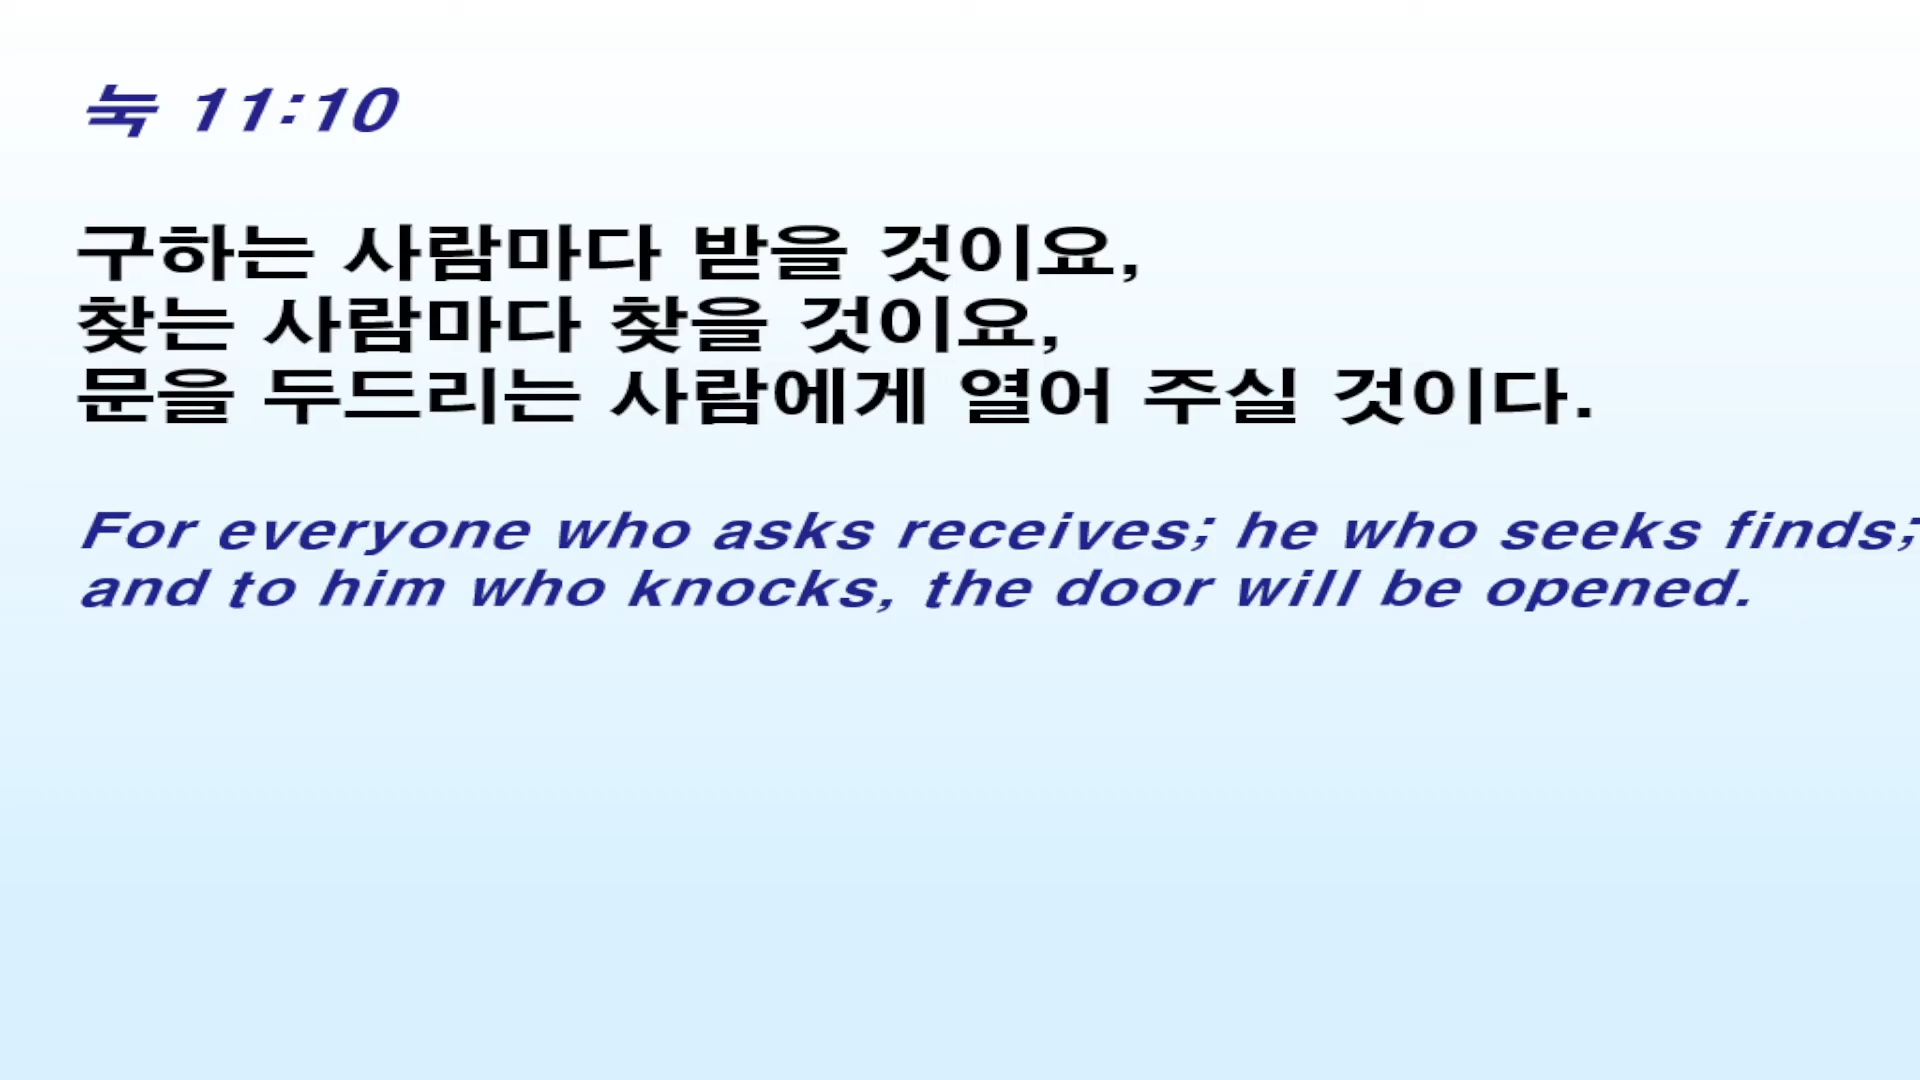 눅 11:10
구하는 사람마다 받을 것이요,
찾는 사람마다 찾을 것이요,
문을 두드리는 사람에게 열어 주실 것이다.
For everyone who asks receives; he who seeks finds;
and to him who knocks, the door will be opened.